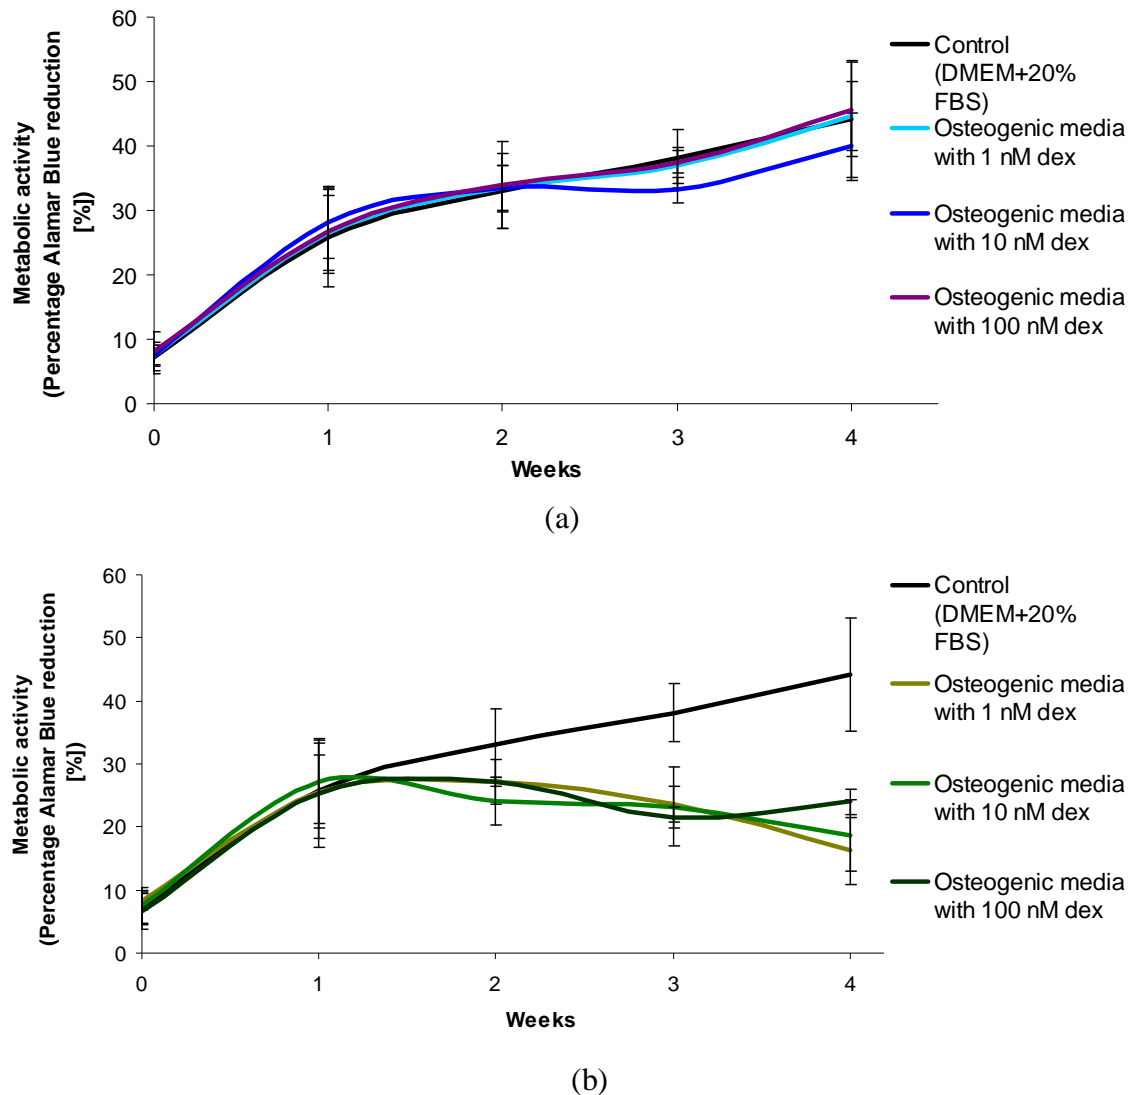 60
50
40
30
20
10
0
Metabolic activity
(Percentage Alamar Blue reduction
[%])
0 1 2 3 4
Weeks
Control
(DMEM+20%
FBS)
Osteogenic media
with 1 nM dex
Osteogenic media
with 10 nM dex
Osteogenic media
with 100 nM dex
(a)
60
50
40
30
20
10
0
Metabolic activity
(Percentage Alamar Blue reduction
[%])
0 1 2 3 4
Weeks
Control
(DMEM+20%
FBS)
Osteogenic media
with 1 nM dex
Osteogenic media
with 10 nM dex
Osteogenic media
with 100 nM dex
(b)